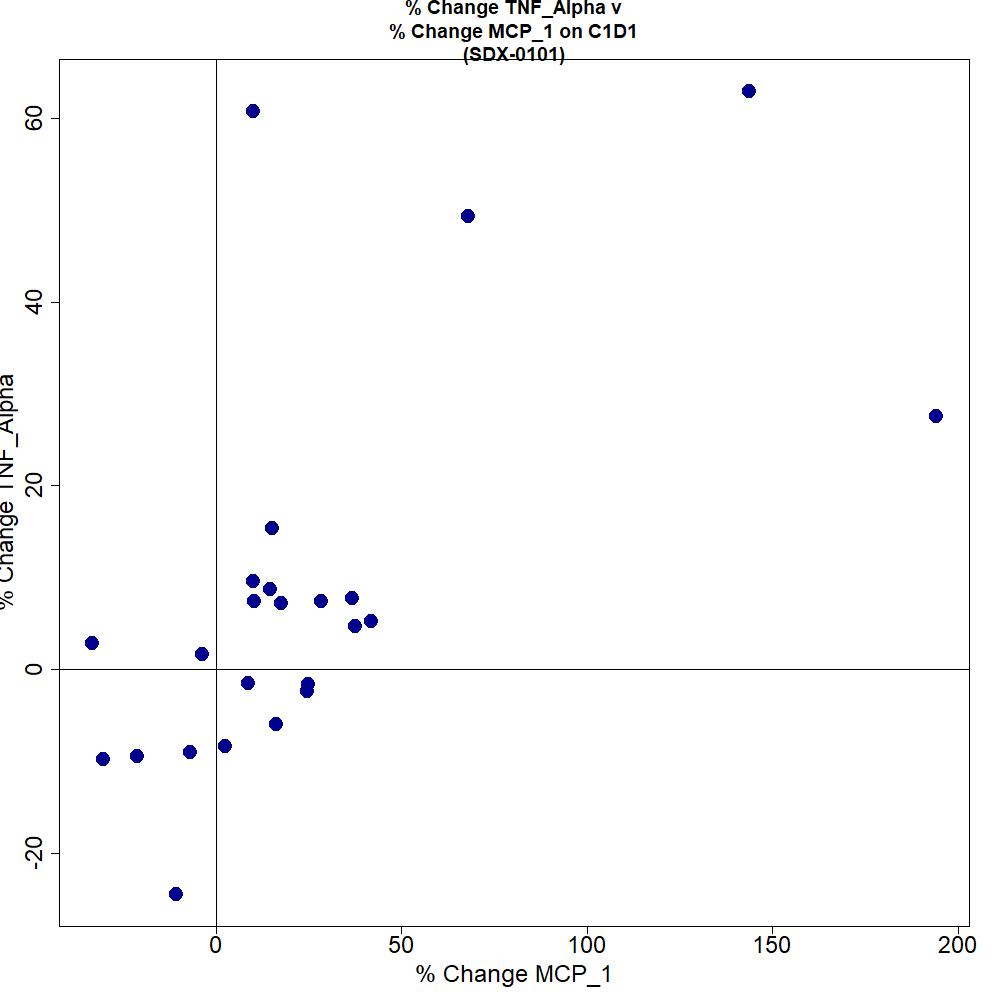 % Change TNF_Alpha v
% Change MCP_1 on C1D1
(SDX-0101)
% Change TNF_Alpha
60
40
20
0
-20
0
50
100
150
200
% Change MCP_1